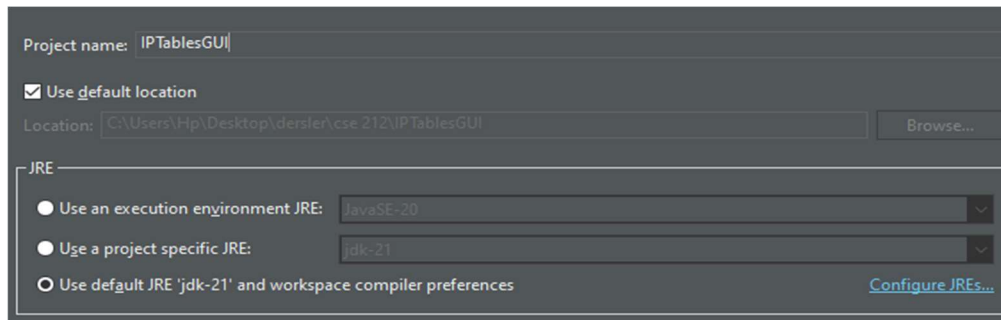 Project name: IPTablesGUI
Use default location
Location: C:\Users\Hp\Desktop\dersler\cse 212\IPTablesGUI Browse...
JRE
Use an execution environment JRE: JavaSE-20
Use a project specific JRE: jdk-21
Use default JRE 'jdk-21' and workspace compiler preferences Configure JREs...